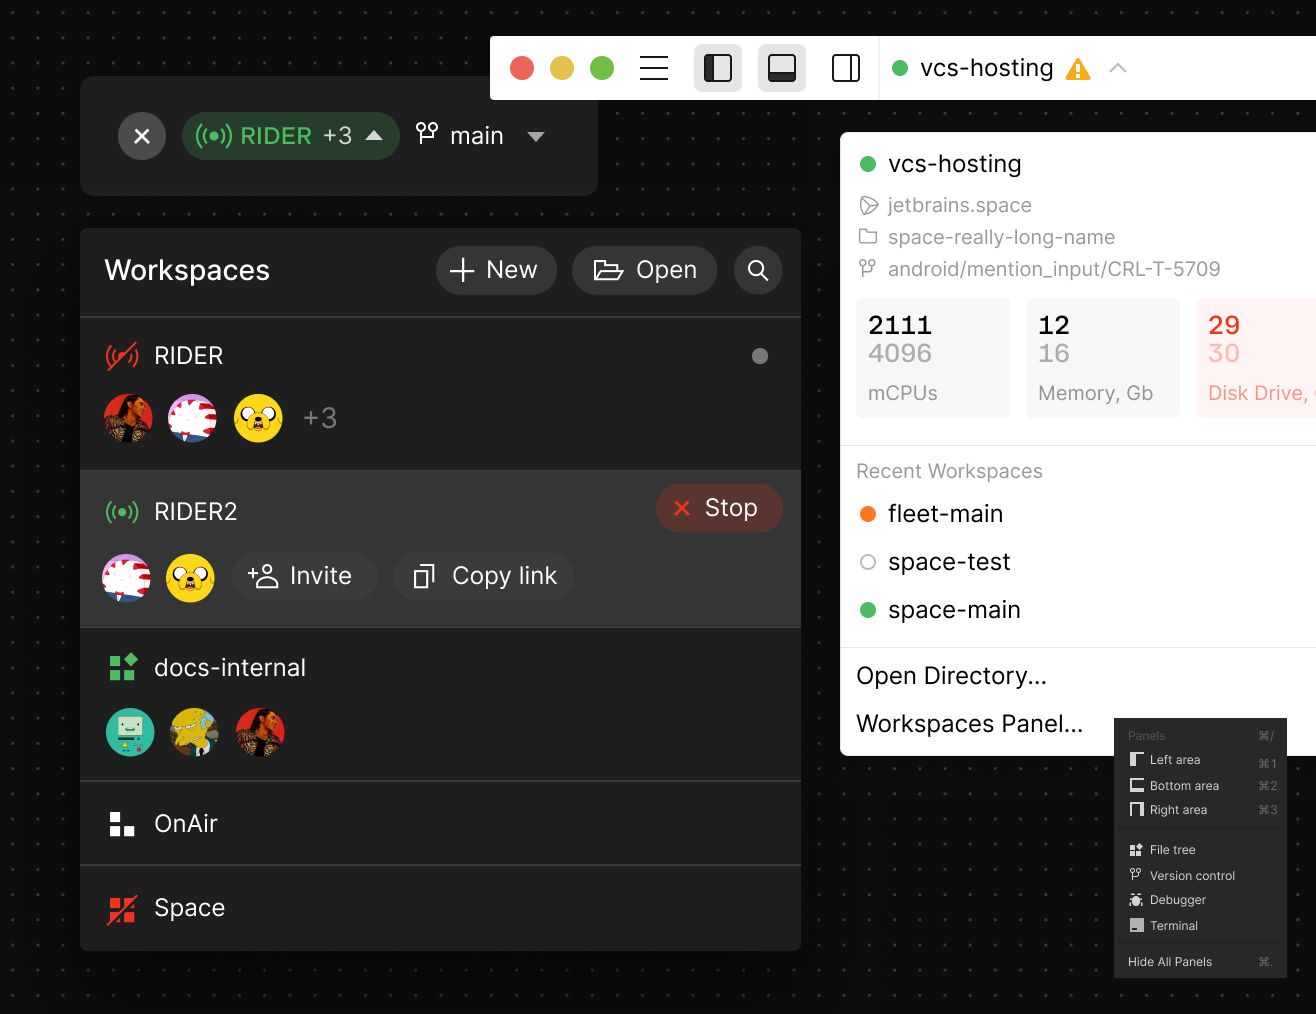 vcs-hosting
RIDER +3
main
Workspaces
New
Open
RIDER
+3
RIDER2
Stop
Invite
Copy link
docs-internal
OnAir
Space
vcs-hosting
jetbrains.space
space-really-long-name
android/mention_input/CRL-T-5709
2111
4096
mCPUs
12
16
Memory, Gb
29
30
Disk Drive,
Recent Workspaces
fleet-main
space-test
space-main
Open Directory...
Workspaces Panel...
Panels ⌘/
Left area ⌘1
Bottom area ⌘2
Right area ⌘3
File tree
Version control
Debugger
Terminal
Hide All Panels ⌘.